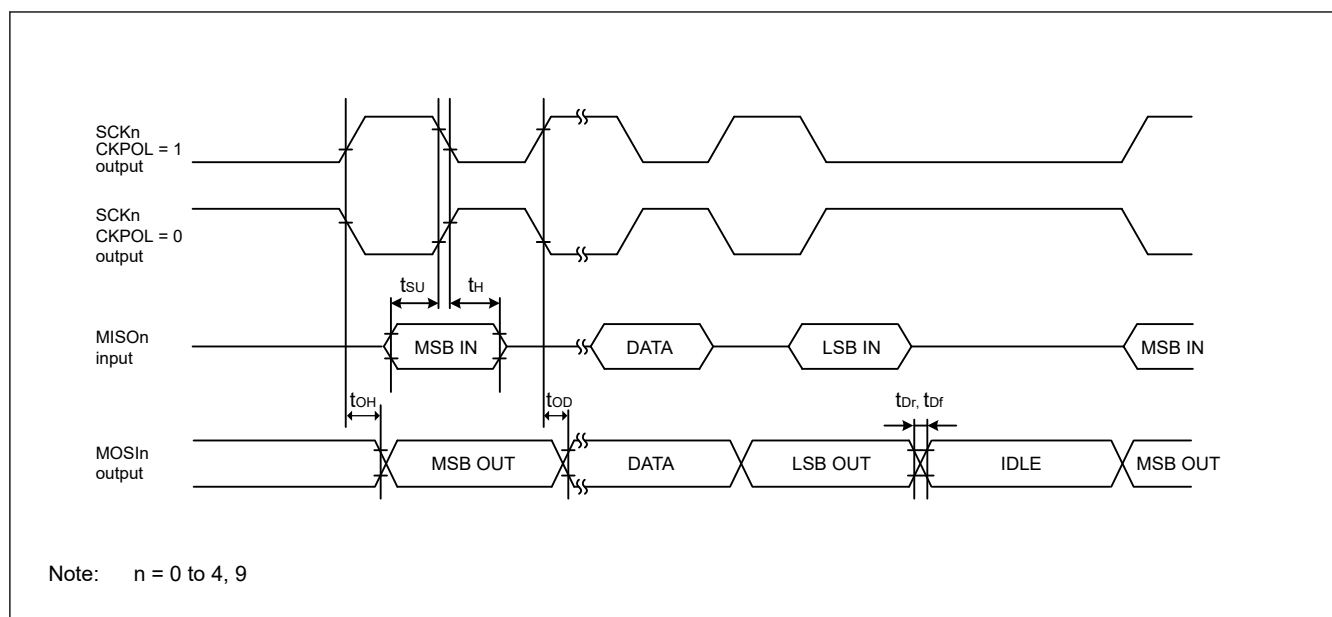 SCKn
CKPOL = 1
output
SCKn
CKPOL = 0
output
tSU
tH
MISOn
input
MSB IN
DATA
LSB IN
MSB IN
tOH
tOD
tDr, tDf
MOSIn
output
MSB OUT
DATA
LSB OUT
IDLE
MSB OUT
Note: n = 0 to 4, 9